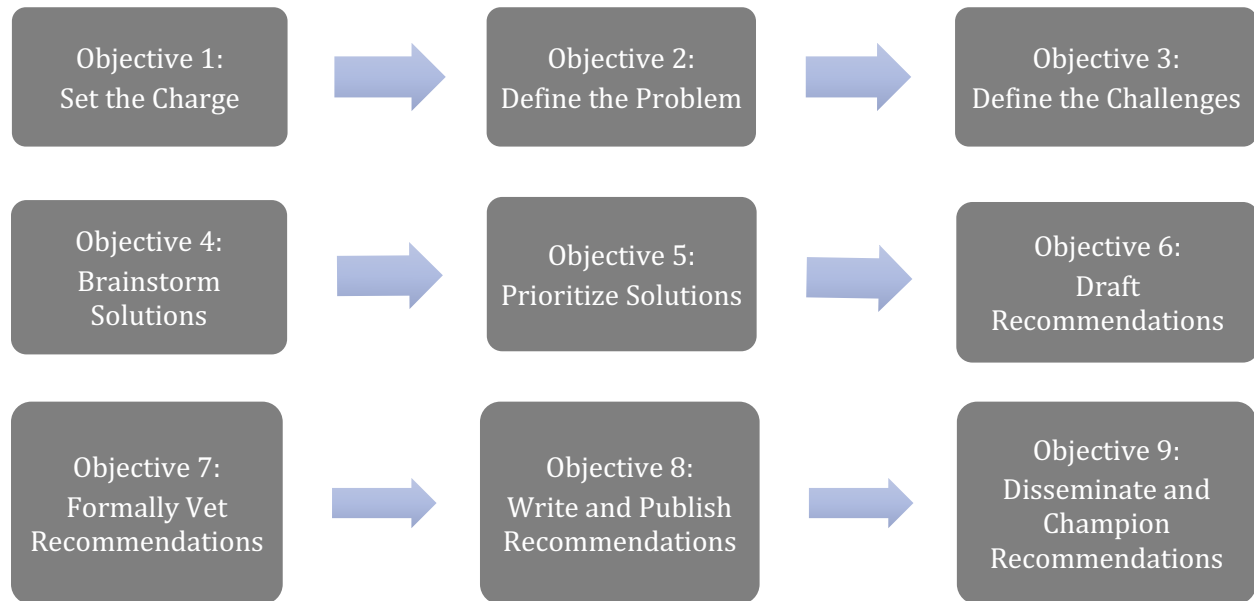 Objective 1:
Set the Charge
Objective 2:
Define the Problem
Objective 3:
Define the Challenges
Objective 4:
Brainstorm
Solutions
Objective 5:
Prioritize Solutions
Objective 6:
Draft
Recommendations
Objective 7:
Formally Vet
Recommendations
Objective 8:
Write and Publish
Recommendations
Objective 9:
Disseminate and
Champion
Recommendations